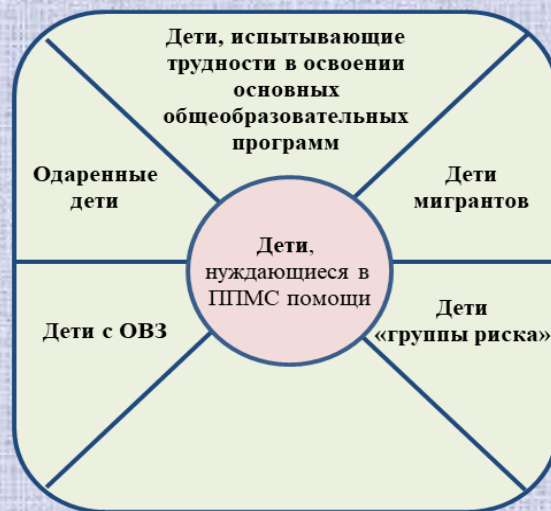 Дети, испытывающие
трудности в освоении
основных
общеобразовательных
программ
Одаренные
дети
Дети
мигрантов
Дети,
нуждающиеся в
ППМС помощи
Дети с ОВЗ
Дети
«группы риска»